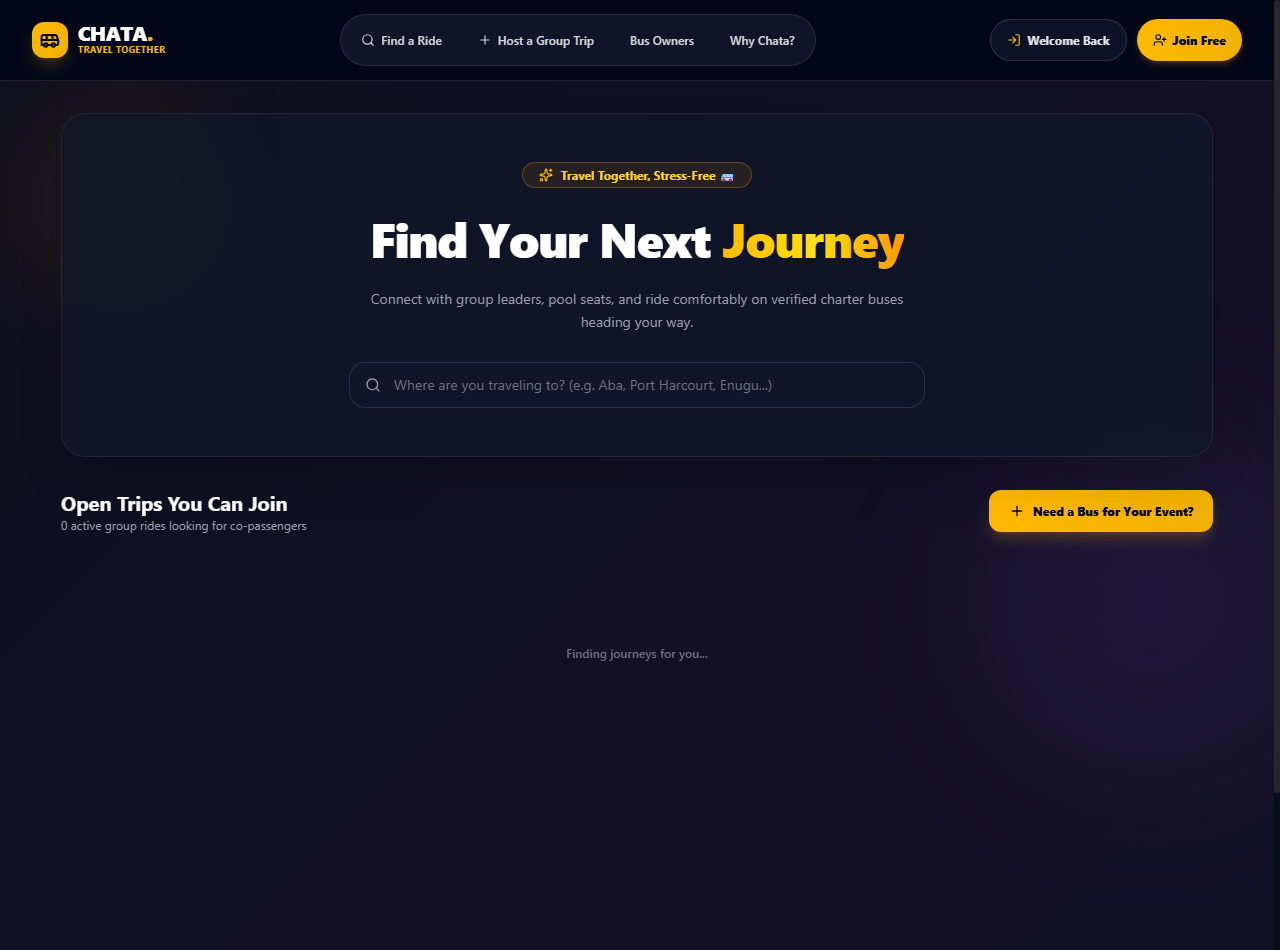 CHATA.
TRAVEL TOGETHER
Find a Ride
Host a Group Trip
Bus Owners
Why Chata?
Welcome Back
Join Free
Travel Together, Stress-Free 🚌
Find Your Next Journey
Connect with group leaders, pool seats, and ride comfortably on verified charter buses
heading your way.
Where are you traveling to? (e.g. Aba, Port Harcourt, Enugu...)
Open Trips You Can Join
0 active group rides looking for co-passengers
Need a Bus for Your Event?
Finding journeys for you...